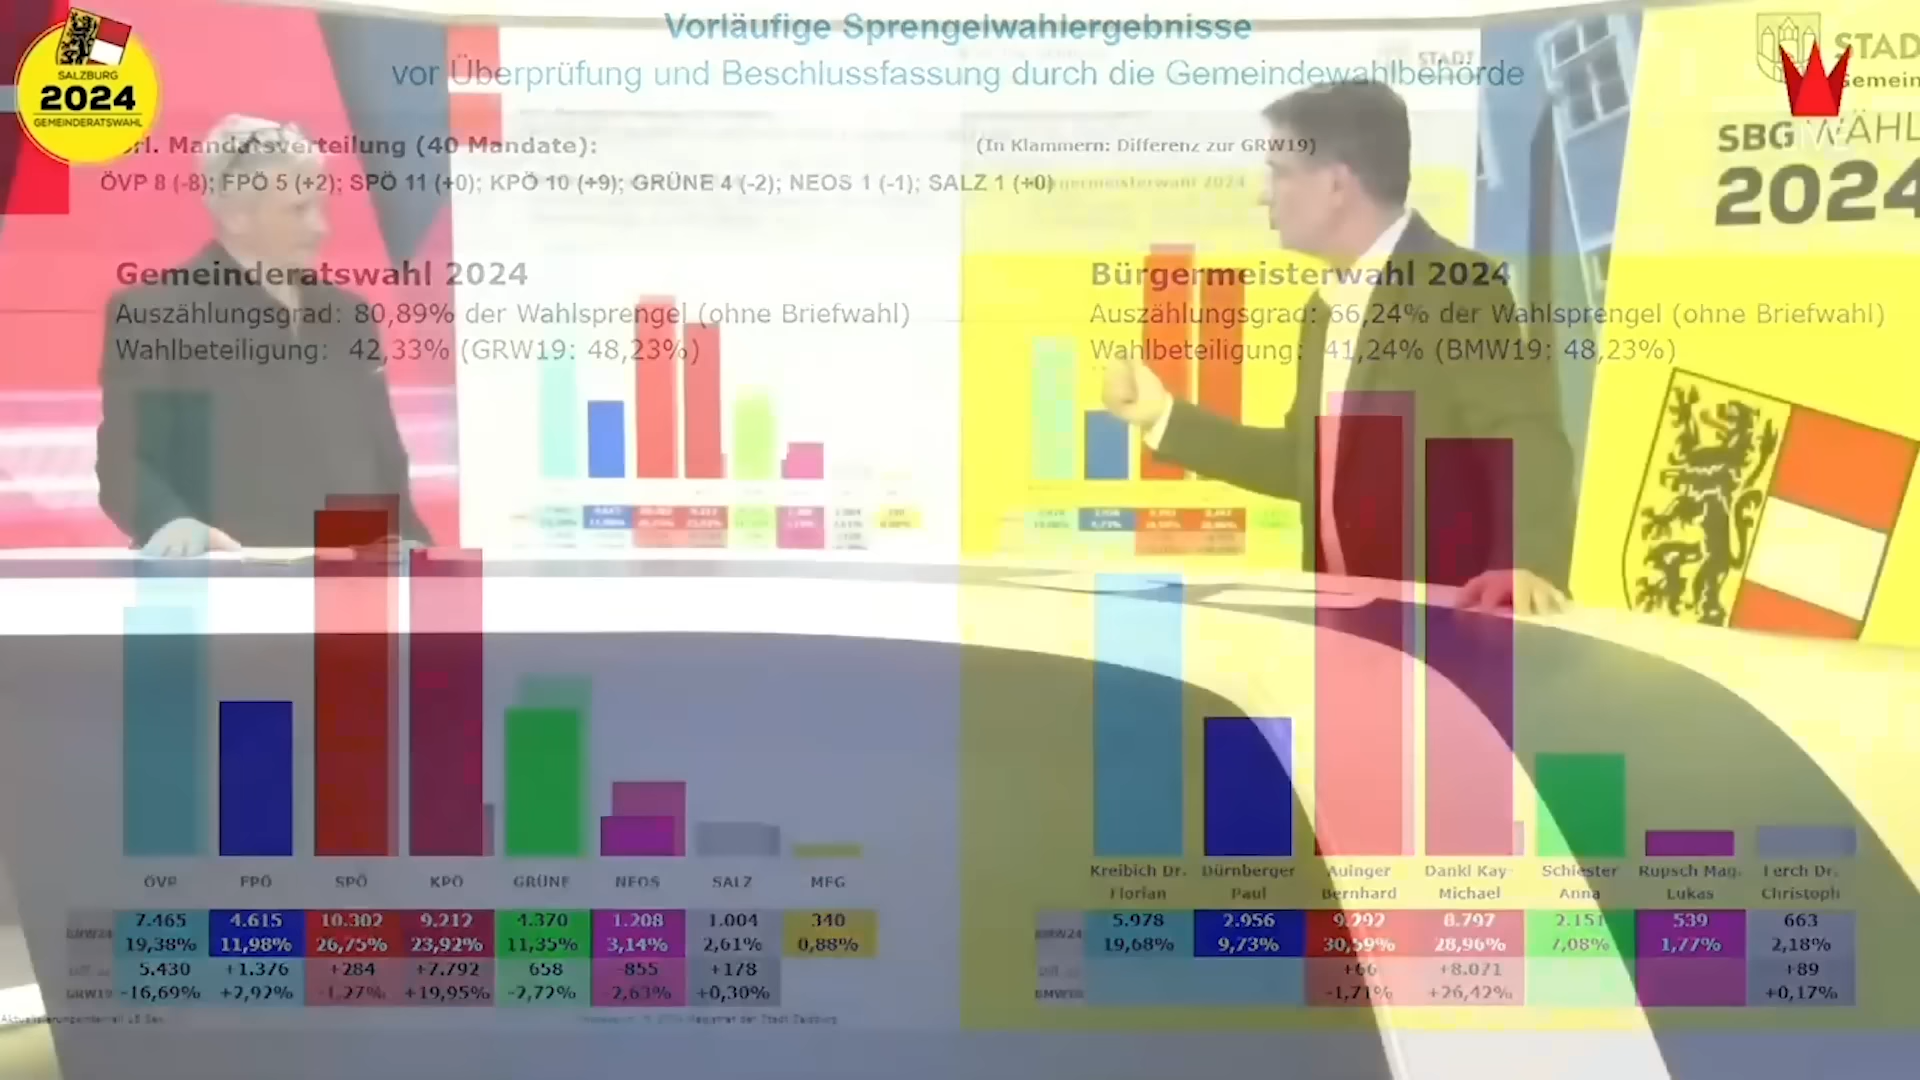 Vorläufige Sprengelwahlergebnisse
vor Überprüfung und Beschlussfassung durch die Gemeindewahlbehörde
SALZBURG
2024
GEMEINDERATSWAHL
STAD
Gemein
SBG WÄHL
2024
LIVE
Mandatsverteilung (40 Mandate):
(In Klammern: Differenz zur GRW19)
ÖVP 8 (-8); FPÖ 5 (+2); SPÖ 11 (+0); KPÖ 10 (+9); GRÜNE 4 (-2); NEOS 1 (-1); SALZ 1 (+0)
Gemeinderatswahl 2024
Auszählungsgrad: 80,89% der Wahlsprengel (ohne Briefwahl)
Wahlbeteiligung: 42,33% (GRW19: 48,23%)
ÖVP FPÖ SPÖ KPÖ GRÜNE NEOS SALZ MFG
GRW24 7.465 4.615 10.302 9.212 4.370 1.208 1.004 340
19,38% 11,98% 26,75% 23,92% 11,35% 3,14% 2,61% 0,88%
5.430 +1.376 +284 +7.792 658 -855 +178
GRW19 -16,69% +2,92% -1,27% +19,95% -2,72% -2,63% +0,30%
Bürgermeisterwahl 2024
Auszählungsgrad: 66,24% der Wahlsprengel (ohne Briefwahl)
Wahlbeteiligung: 41,24% (BMW19: 48,23%)
Kreibich Dr. Dürnberger Auinger Dankl Kay- Schiester Rupsch Mag. Lerch Dr.
Florian Paul Bernhard Michael Anna Lukas Christoph
BMW24 5.978 2.956 9.292 8.797 2.151 539 663
19,68% 9,73% 30,59% 28,96% 7,08% 1,77% 2,18%
+66 +8.071 +89
BMW19 -1,71% +26,42% +0,17%